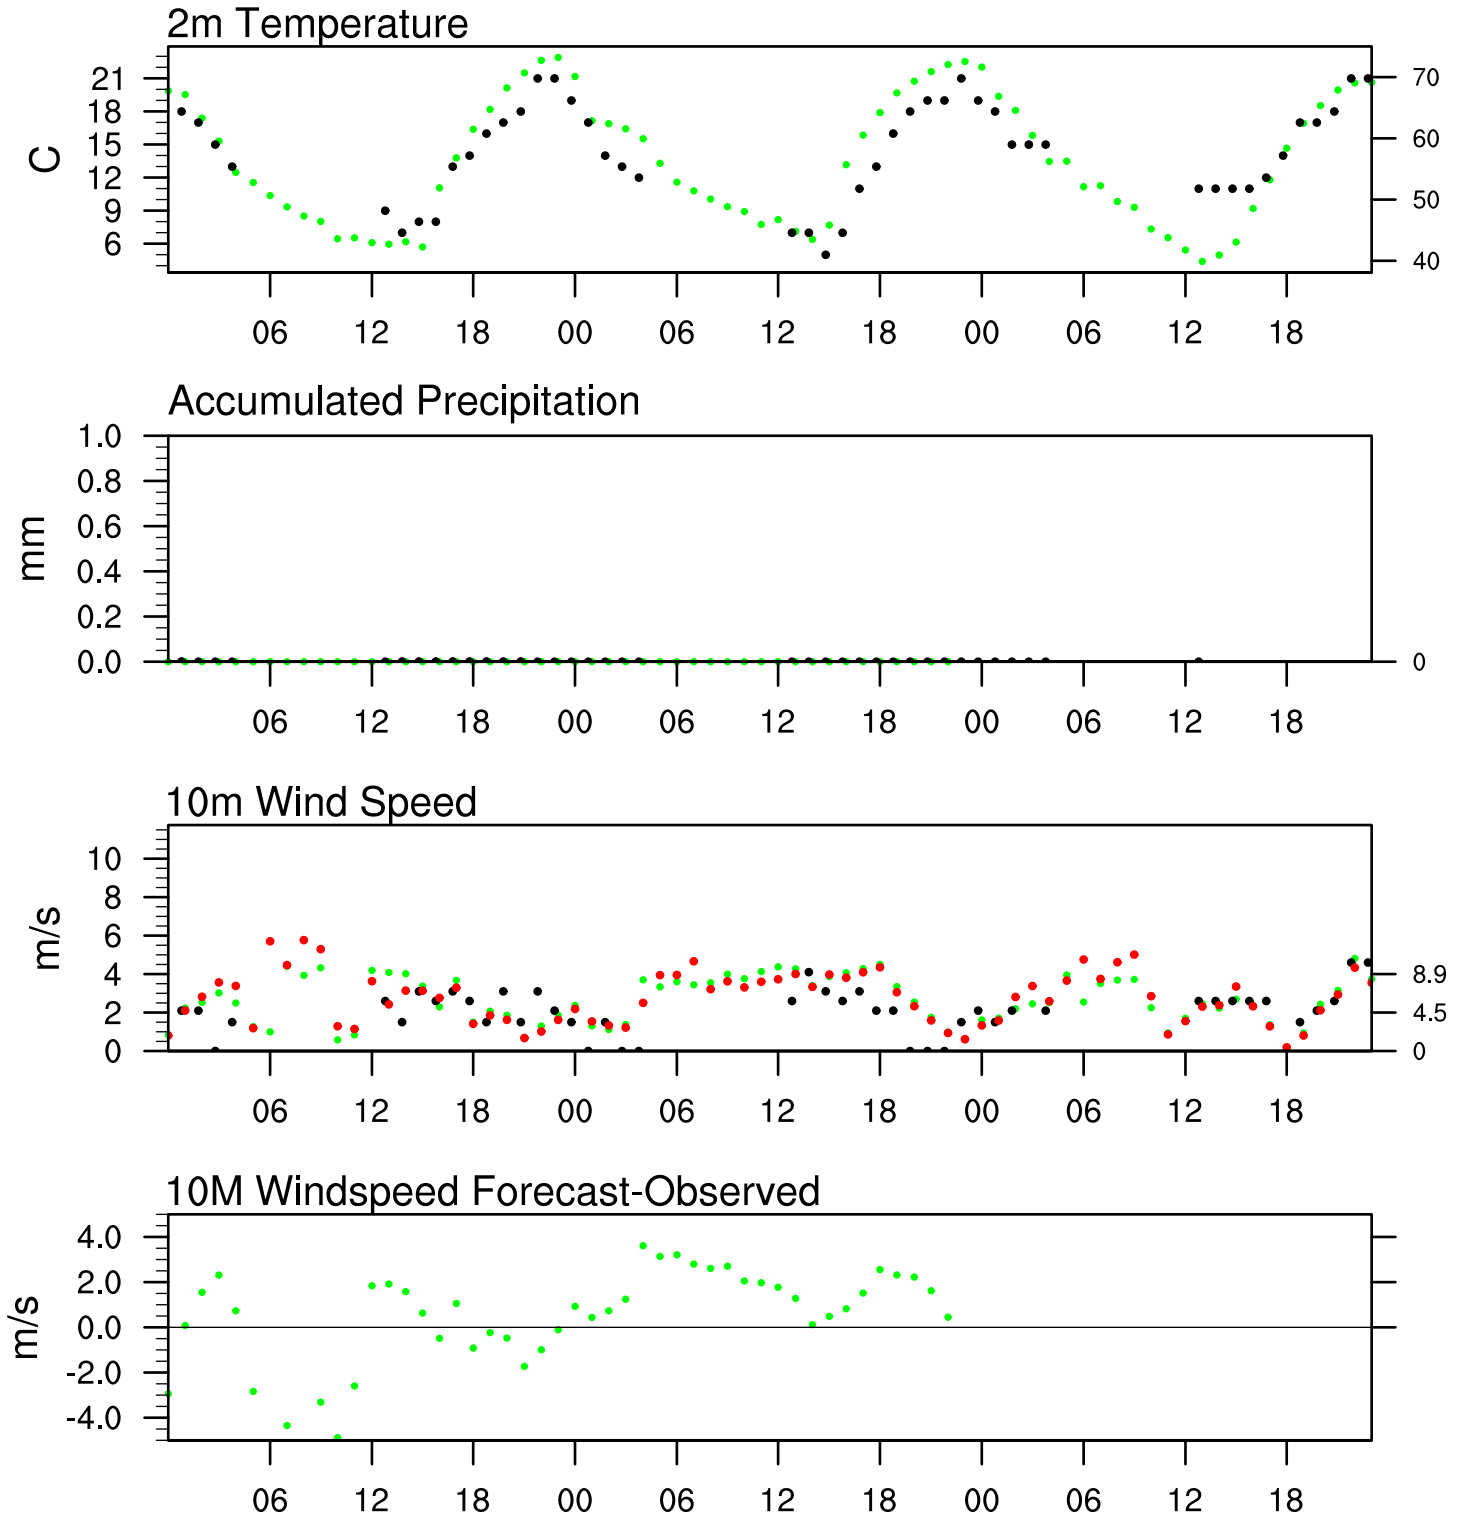 2m Temperature
21
18
15
12
9
6
C
70
60
50
40
06 12 18 00 06 12 18 00 06 12 18
Accumulated Precipitation
1.0
0.8
0.6
0.4
0.2
0.0
mm
0
06 12 18 00 06 12 18 00 06 12 18
10m Wind Speed
10
8
6
4
2
0
m/s
8.9
4.5
0
06 12 18 00 06 12 18 00 06 12 18
10M Windspeed Forecast-Observed
4.0
2.0
0.0
-2.0
-4.0
m/s
06 12 18 00 06 12 18 00 06 12 18